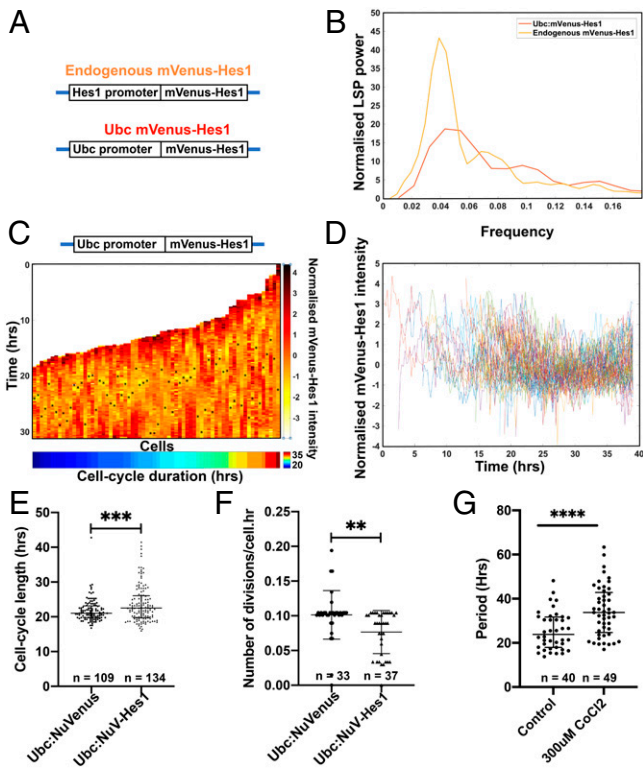 A
Endogenous mVenus-Hes1
Hes1 promoter mVenus-Hes1
Ubc mVenus-Hes1
Ubc promoter mVenus-Hes1
B
Normalised LSP power
50
45
40
35
30
25
20
15
10
5
0
0 0.02 0.04 0.06 0.08 0.1 0.12 0.14 0.16
Frequency
Ubc:mVenus-Hes1
Endogenous mVenus-Hes1
C
Ubc promoter mVenus-Hes1
Time (hrs)
0
10
20
30
Cells
Cell-cycle duration (hrs)
35
20
4
3
2
1
0
-1
-2
-3
Normalised mVenus-Hes1 intensity
D
Normalised mVenus-Hes1 intensity
5
4
3
2
1
0
-1
-2
-3
-4
0 5 10 15 20 25 30 35 40
Time (hrs)
E
Cell-cycle length (hrs)
50
40
30
20
10
0
***
n = 109 n = 134
Ubc:NuVenus
Ubc:NuV-Hes1
F
Number of divisions/cell.hr
0.25
0.20
0.15
0.10
0.05
0.00
**
n = 33 n = 37
Ubc:NuVenus
Ubc:NuV-Hes1
G
Period (Hrs)
80
60
40
20
0
****
n = 40 n = 49
Control
300uM CoCl2